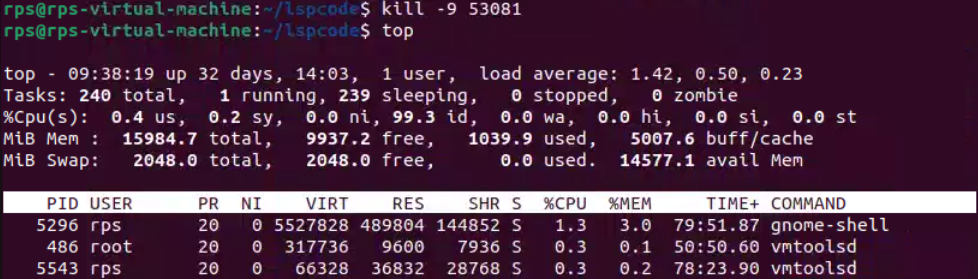 rps@rps-virtual-machine:~/lspcode$ kill -9 53081
rps@rps-virtual-machine:~/lspcode$ top
top - 09:38:19 up 32 days, 14:03,  1 user,  load average: 1.42, 0.50, 0.23
Tasks: 240 total,   1 running, 239 sleeping,   0 stopped,   0 zombie
%Cpu(s):  0.4 us,  0.2 sy,  0.0 ni, 99.3 id,  0.0 wa,  0.0 hi,  0.0 si,  0.0 st
MiB Mem :  15984.7 total,   9937.2 free,   1039.9 used,   5007.6 buff/cache
MiB Swap:   2048.0 total,   2048.0 free,      0.0 used.  14577.1 avail Mem
PID USER      PR  NI    VIRT    RES    SHR S  %CPU  %MEM     TIME+ COMMAND
5296 rps       20   0 5527828 489804 144852 S   1.3   3.0  79:51.87 gnome-shell
486 root      20   0  317736   9600   7936 S   0.3   0.1  50:50.60 vmtoolsd
5543 rps       20   0   66328  36832  28768 S   0.3   0.2  78:23.90 vmtoolsd